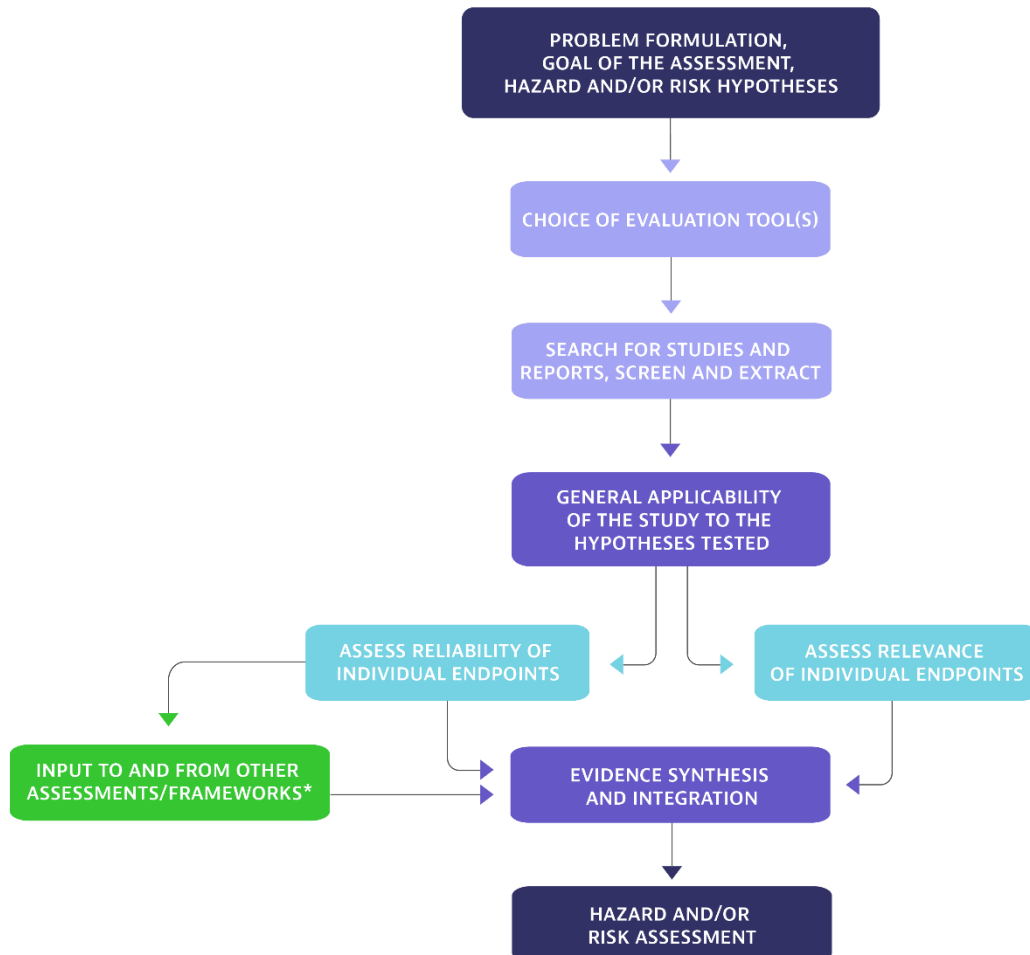 PROBLEM FORMULATION,
GOAL OF THE ASSESSMENT,
HAZARD AND/OR RISK HYPOTHESES
CHOICE OF EVALUATION TOOL(S)
SEARCH FOR STUDIES AND
REPORTS, SCREEN AND EXTRACT
GENERAL APPLICABILITY
OF THE STUDY TO THE
HYPOTHESES TESTED
ASSESS RELIABILITY OF
INDIVIDUAL ENDPOINTS
ASSESS RELEVANCE
OF INDIVIDUAL ENDPOINTS
INPUT TO AND FROM OTHER
ASSESSMENTS/FRAMEWORKS*
EVIDENCE SYNTHESIS
AND INTEGRATION
HAZARD AND/OR
RISK ASSESSMENT